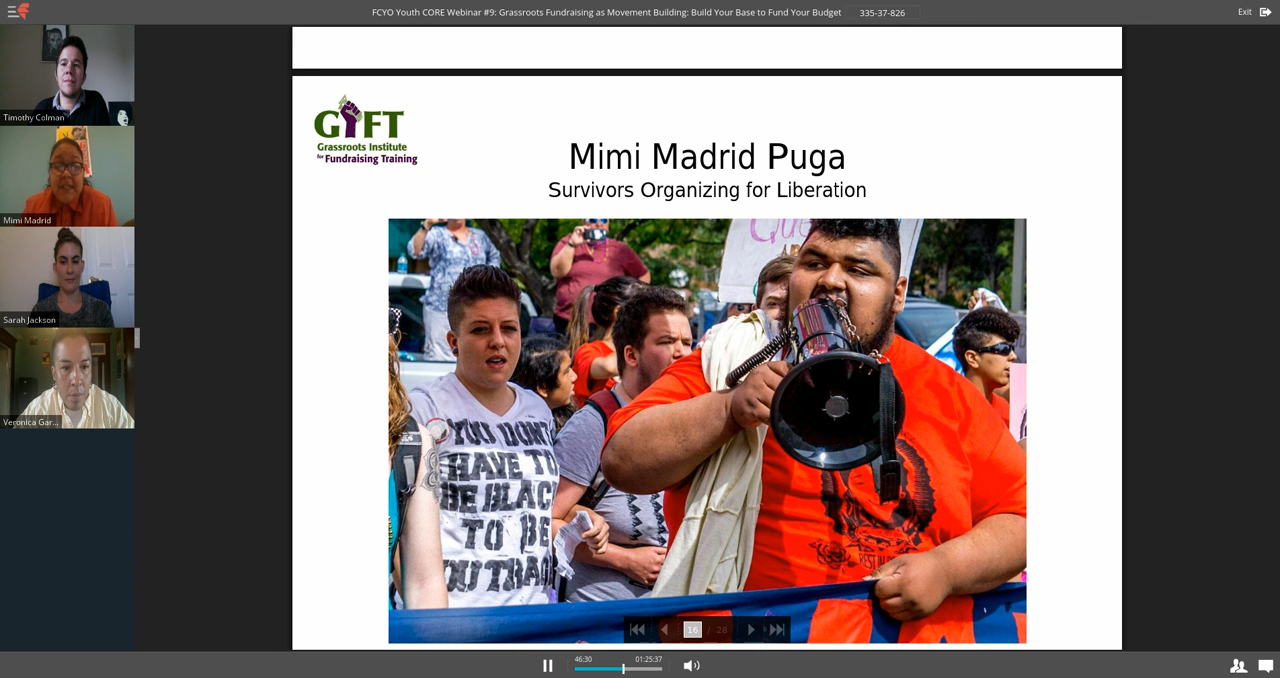 FCYO Youth CORE Webinar #9: Grassroots Fundraising as Movement Building: Build Your Base to Fund Your Budget
335-37-826
Exit
Timothy Colman
Mimi Madrid
Sarah Jackson
Veronica Gar...
GIFT
Grassroots Institute
for Fundraising Training
Mimi Madrid Puga
Survivors Organizing for Liberation
YOU DON'T
HAVE TO
BE BLAC
TO BE
OUTRAG
REST IN
16 / 28
46:30
01:25:37